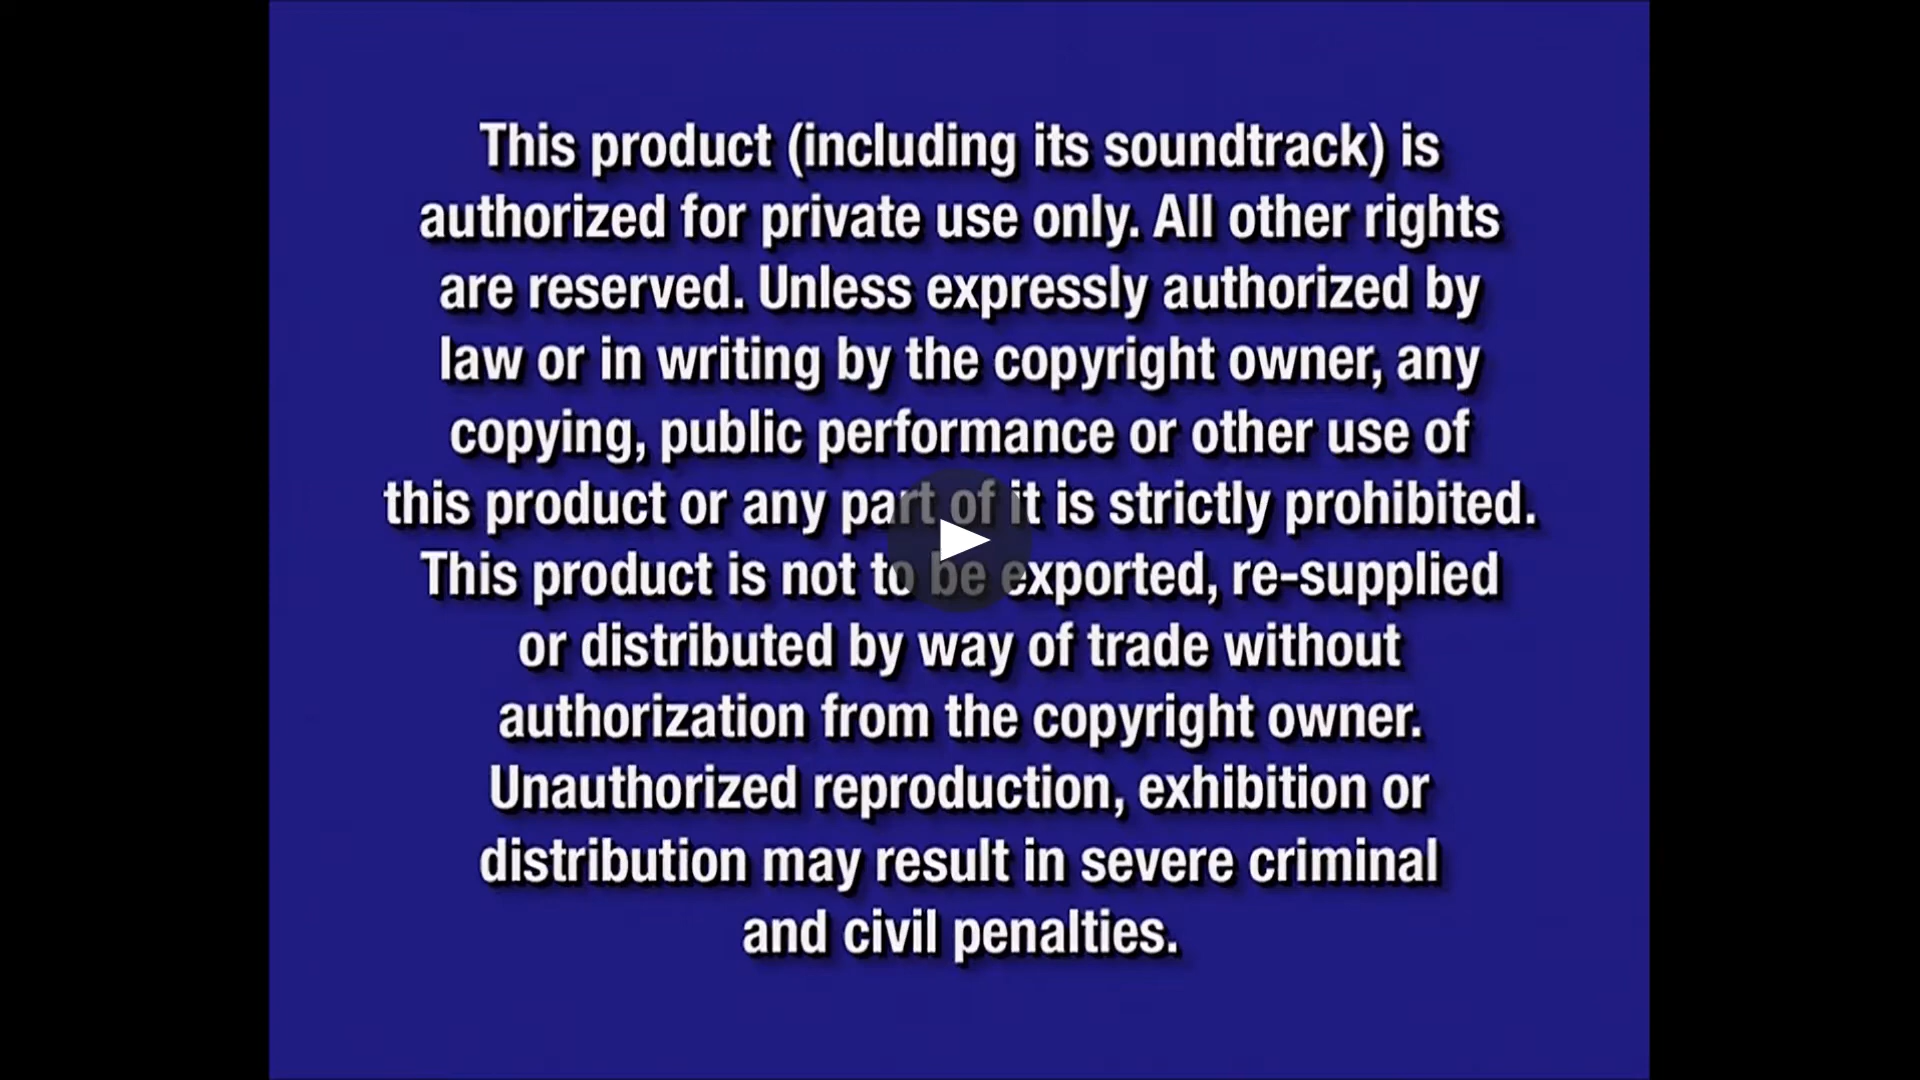 This product (including its soundtrack) is
authorized for private use only. All other rights
are reserved. Unless expressly authorized by
law or in writing by the copyright owner, any
copying, public performance or other use of
this product or any part of it is strictly prohibited.
This product is not to be exported, re-supplied
or distributed by way of trade without
authorization from the copyright owner.
Unauthorized reproduction, exhibition or
distribution may result in severe criminal
and civil penalties.